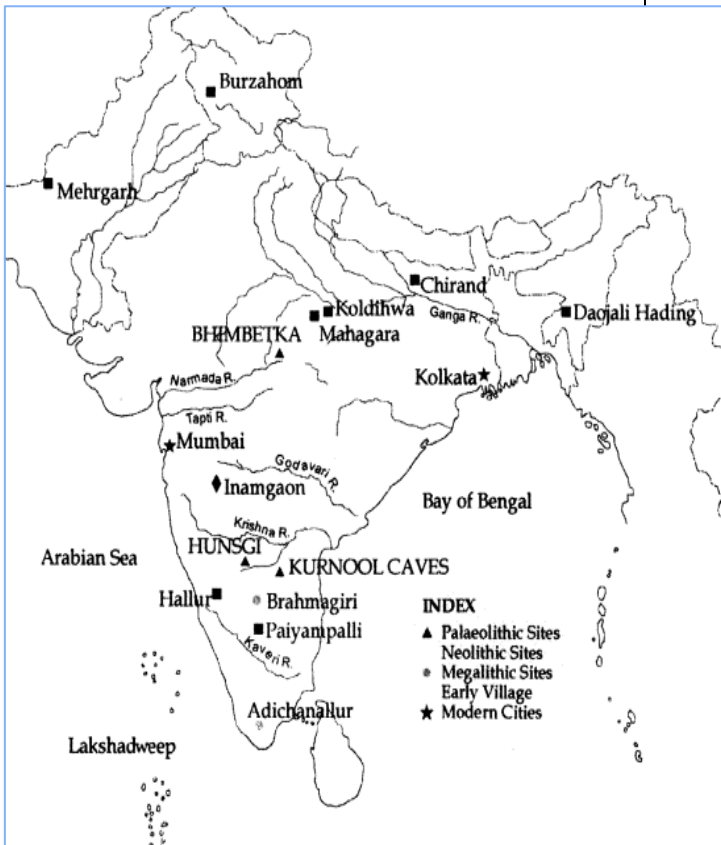 Burzahom
Mehrgarh
Chirand
Koldihwa
Ganga R.
Daojali Hading
BHIMBETKA
Mahagara
Narmada R.
Kolkata
Tapti R.
Mumbai
Godavari R.
Inamgaon
Bay of Bengal
Krishna R.
HUNSGI
Arabian Sea
KURNOOL CAVES
Hallur
Brahmagiri
Paiyampalli
Kaveri R.
INDEX
Palaeolithic Sites
Neolithic Sites
Megalithic Sites
Early Village
Modern Cities
Adichanallur
Lakshadweep